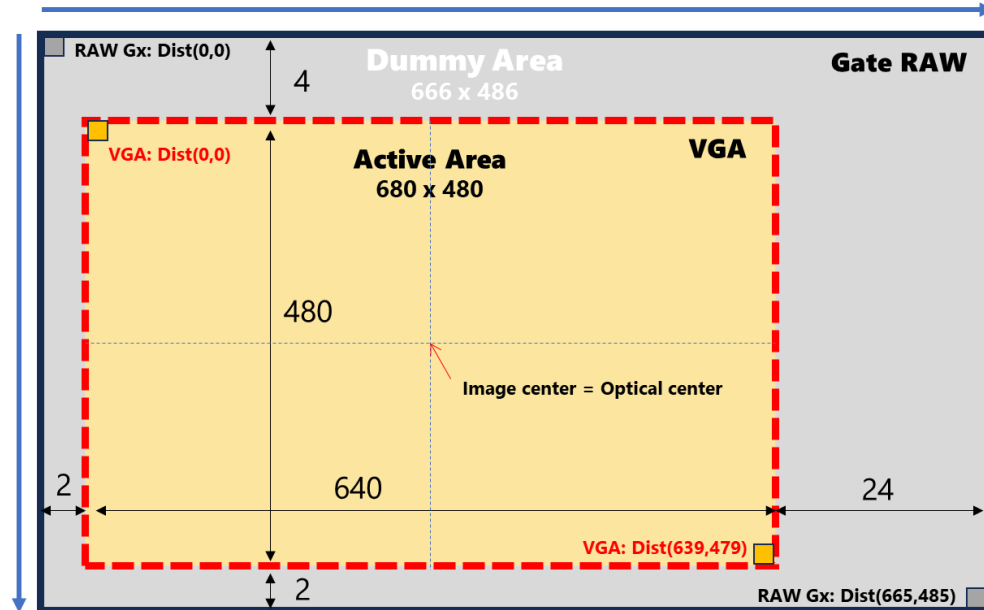 RAW Gx: Dist(0,0)
Dummy Area
666 x 486
Gate RAW
4
VGA: Dist(0,0)
Active Area
680 x 480
VGA
480
Image center = Optical center
2
640
24
VGA: Dist(639,479)
2
RAW Gx: Dist(665,485)